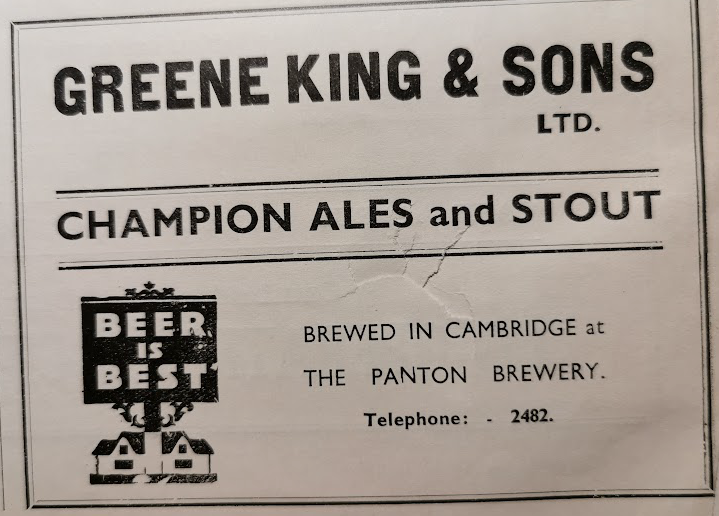 GREENE KING & SONS
LTD.
CHAMPION ALES and STOUT
BEER
IS
BEST
BREWED IN CAMBRIDGE at
THE PANTON BREWERY.
Telephone: - 2482.